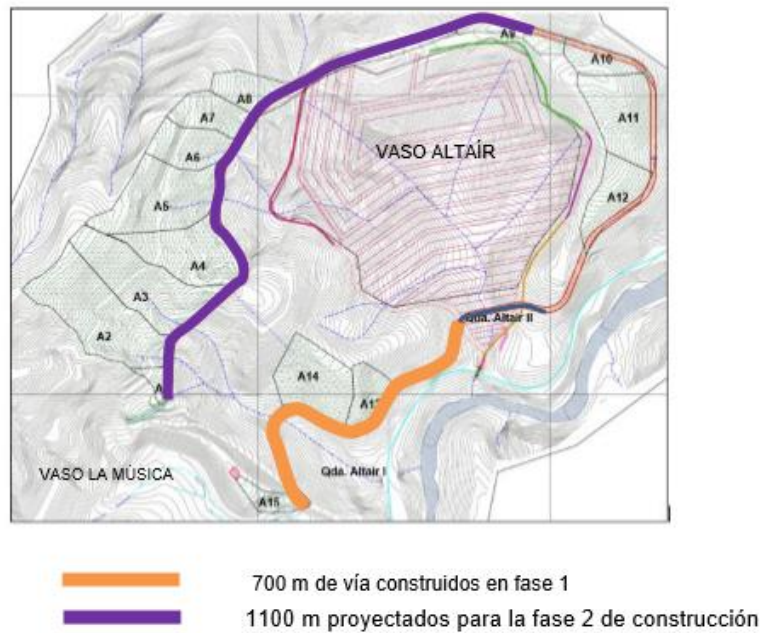 A9
A10
A8
A11
A7
VASO ALTAÍR
A6
A12
A5
A4
A3
Qda. Altair II
A2
A14
VASO LA MÚSICA
Qda. Altair I
A15
700 m de vía construidos en fase 1
1100 m proyectados para la fase 2 de construcción